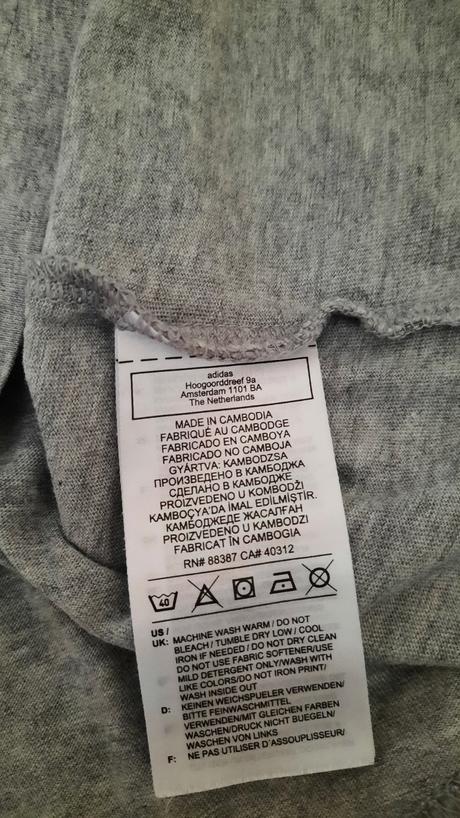 adidas
Hoogoorddreef 9a
Amsterdam 1101 BA
The Netherlands
MADE IN CAMBODIA
FABRIQUÉ AU CAMBODGE
FABRICADO EN CAMBOYA
FABRICADO NO CAMBOJA
GYÁRTVA: KAMBODZSA
ПРОИЗВЕДЕНО В КАМБОДЖА
СДЕЛАНО В КАМБОДЖЕ
PROIZVEDENO U KOMBODŽI
KAMBOÇYA'DA IMAL EDİLMİŞTİR.
КАМБОДЖЕДЕ ЖАСАЛҒАН
PROIZVEDENO U KAMBODZI
FABRICAT ÎN CAMBOGIA
RN# 88387 CA# 40312
40
US /
UK: MACHINE WASH WARM / DO NOT
BLEACH / TUMBLE DRY LOW / COOL
IRON IF NEEDED / DO NOT DRY CLEAN
DO NOT USE FABRIC SOFTENER/USE
MILD DETERGENT ONLY/WASH WITH
LIKE COLORS/DO NOT IRON PRINT/
WASH INSIDE OUT
D: KEINEN WEICHSPUELER VERWENDEN/
BITTE FEINWASCHMITTEL
VERWENDEN/MIT GLEICHEN FARBEN
WASCHEN/DRUCK NICHT BUEGELN/
WASCHEN VON LINKS
F: NE PAS UTILISER D'ASSOUPLISEUR/